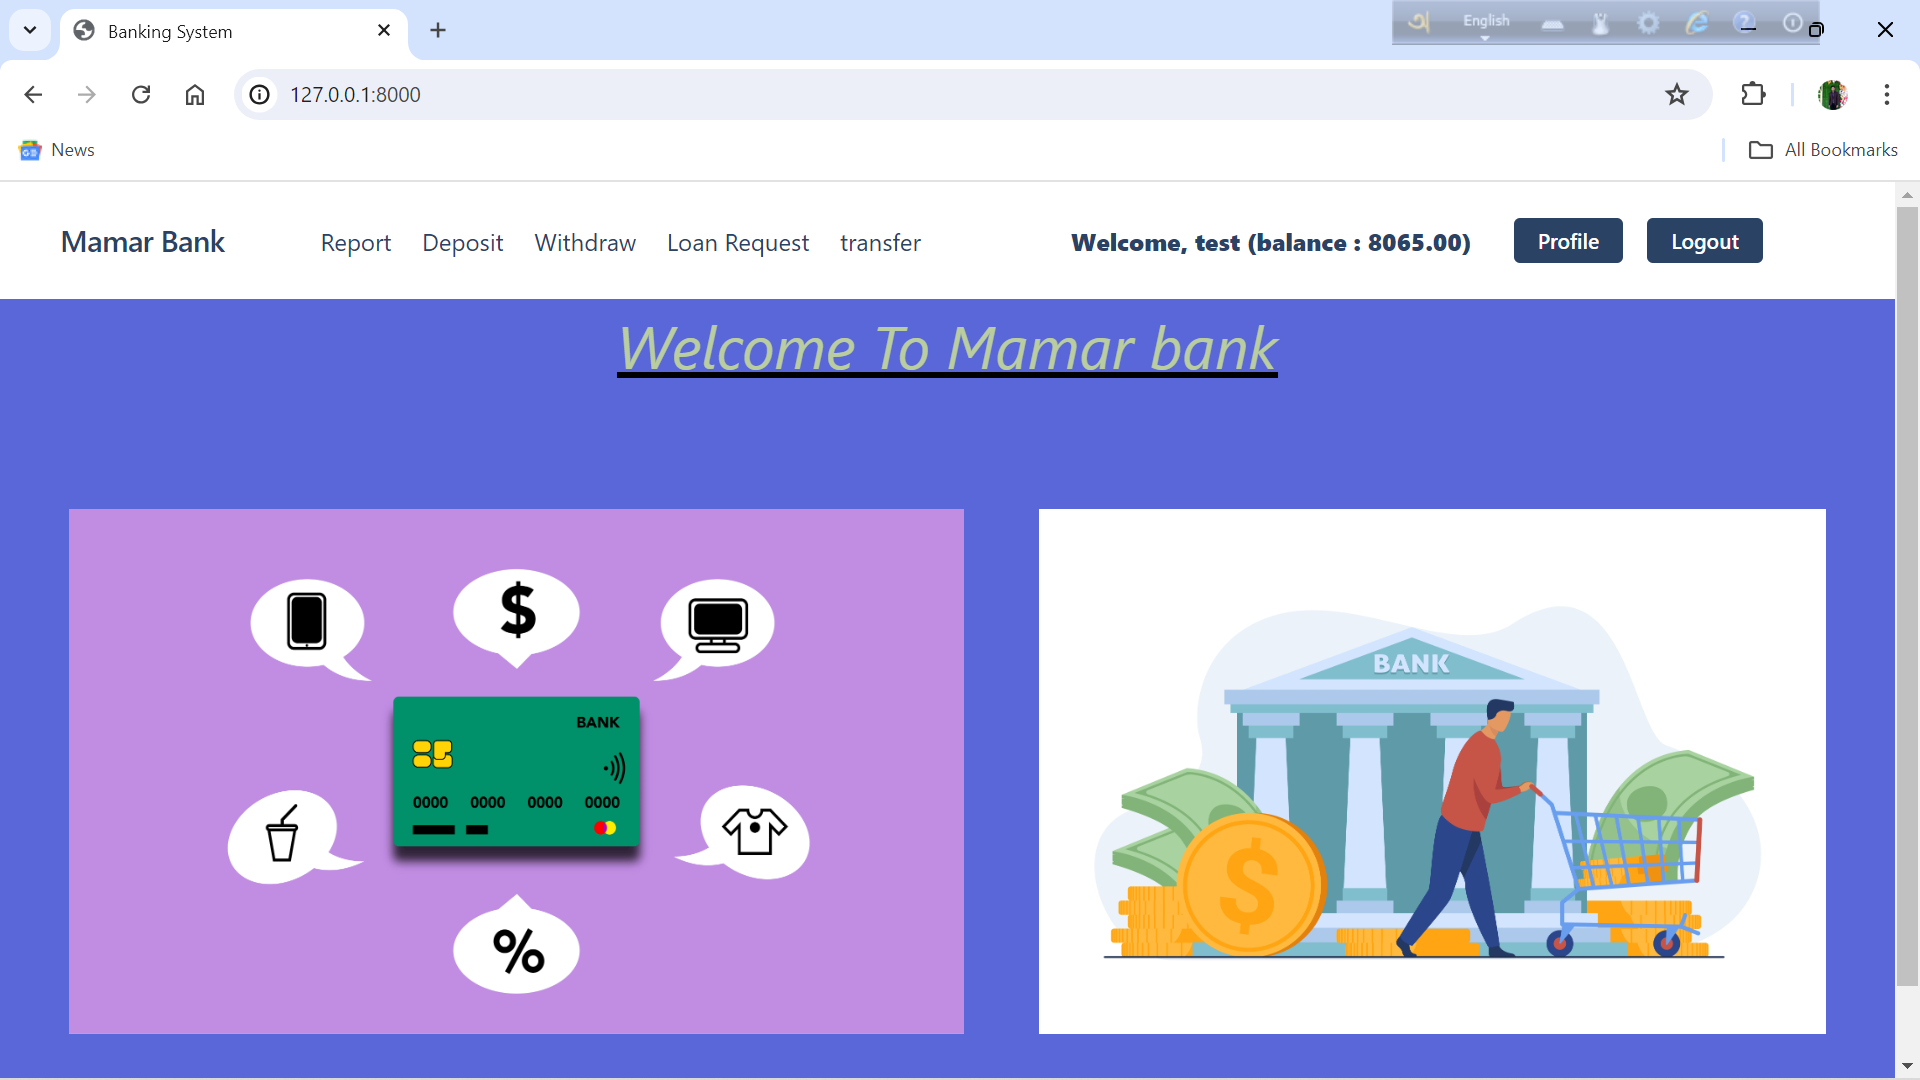 Banking System
English
127.0.0.1:8000
News
All Bookmarks
Mamar Bank
Report
Deposit
Withdraw
Loan Request
transfer
Welcome, test (balance : 8065.00)
Profile
Logout
Welcome To Mamar bank
$
BANK
0000 0000 0000 0000
%
BANK
$